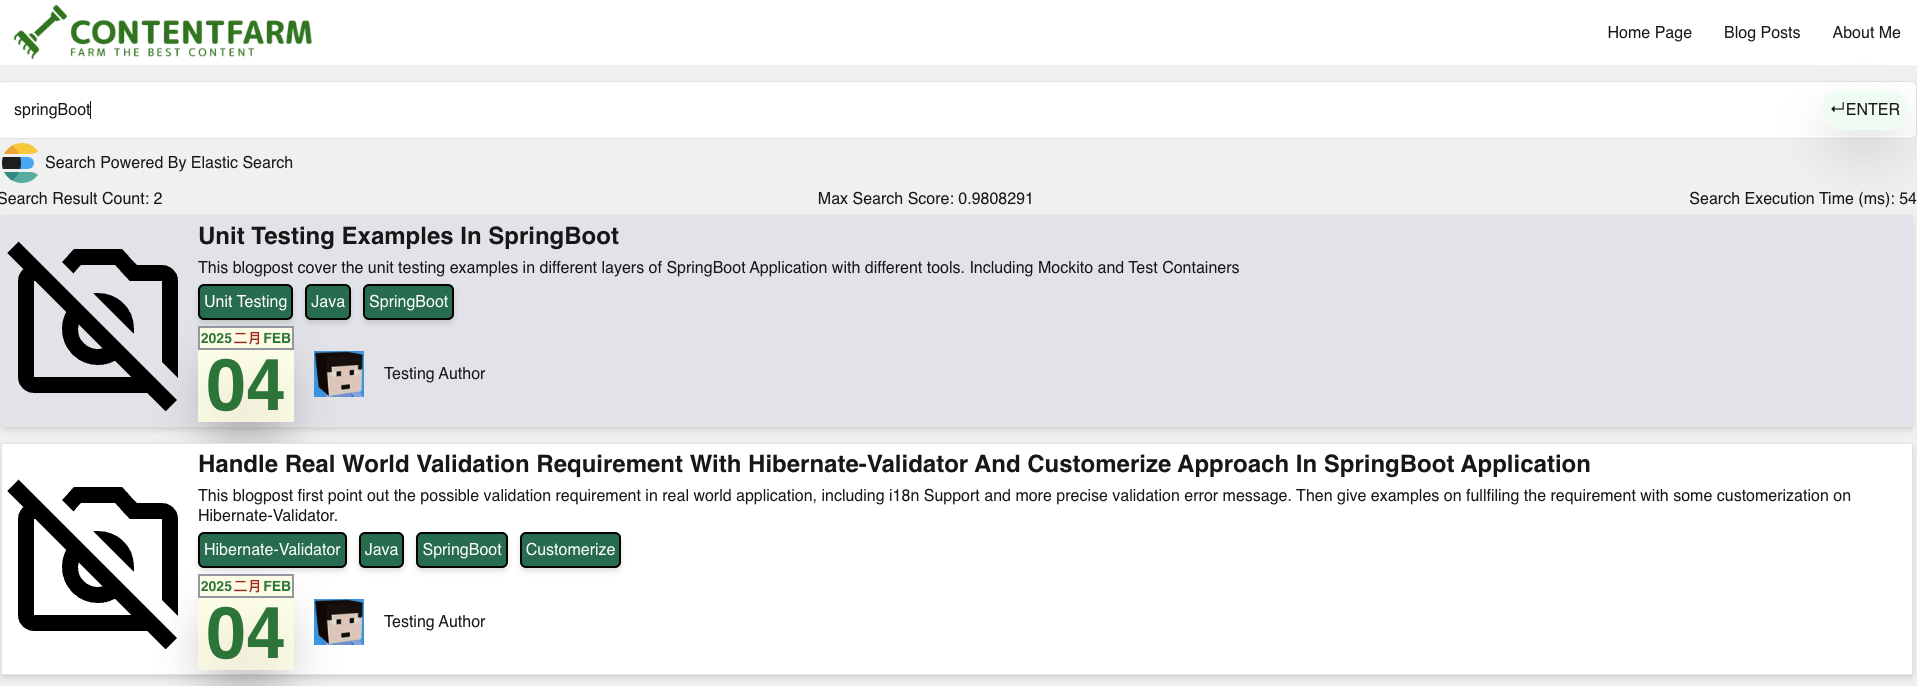 CONTENTFARM
FARM THE BEST CONTENT
Home Page Blog Posts About Me
springBoot
↵ENTER
Search Powered By Elastic Search
Search Result Count: 2 Max Search Score: 0.9808291 Search Execution Time (ms): 54
Unit Testing Examples In SpringBoot
This blogpost cover the unit testing examples in different layers of SpringBoot Application with different tools. Including Mockito and Test Containers
Unit Testing Java SpringBoot
2025二月FEB
04
Testing Author
Handle Real World Validation Requirement With Hibernate-Validator And Customerize Approach In SpringBoot Application
This blogpost first point out the possible validation requirement in real world application, including i18n Support and more precise validation error message. Then give examples on fullfiling the requirement with some customerization on
Hibernate-Validator.
Hibernate-Validator Java SpringBoot Customerize
2025二月FEB
04
Testing Author